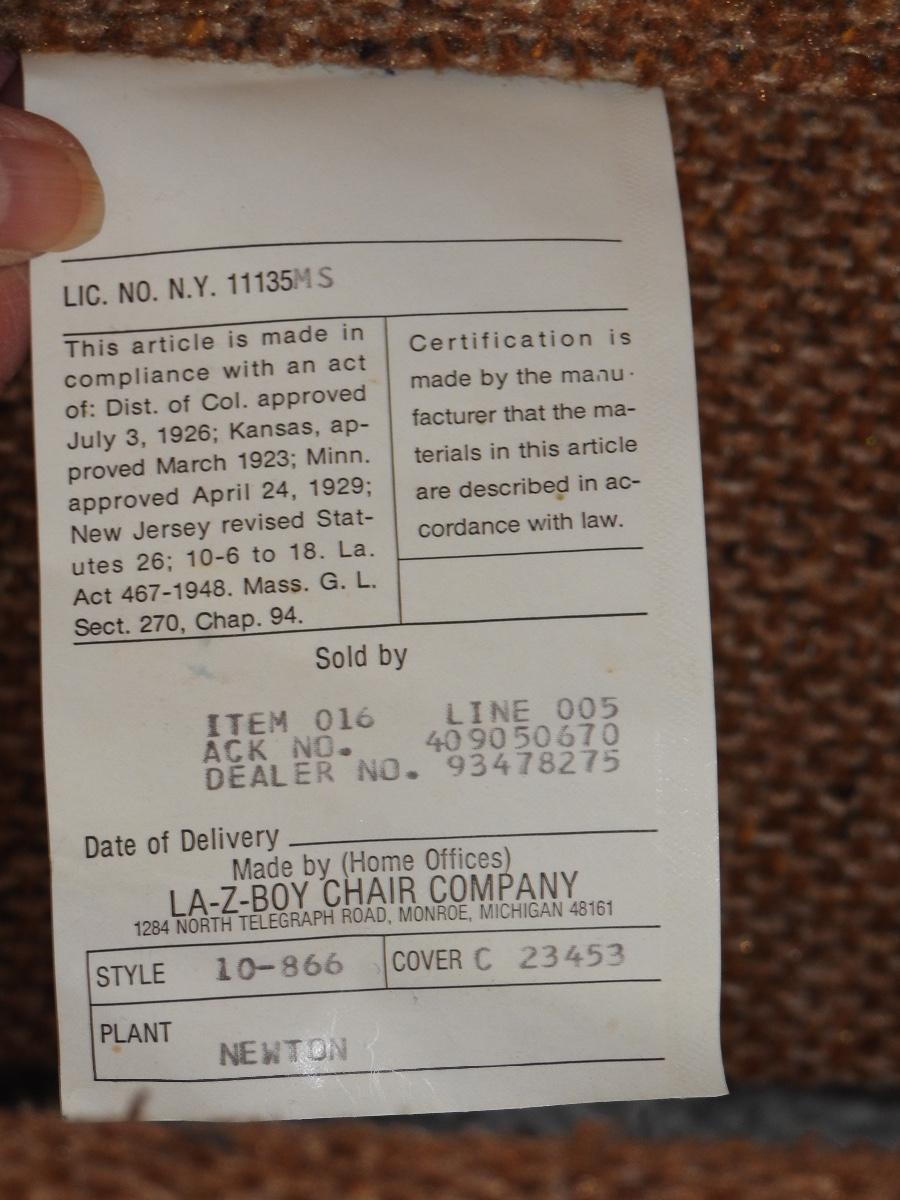 LIC. NO. N.Y. 11135MS
This article is made in
compliance with an act
of: Dist. of Col. approved
July 3, 1926; Kansas, ap-
proved March 1923; Minn.
approved April 24, 1929;
New Jersey revised Stat-
utes 26; 10-6 to 18. La.
Act 467-1948. Mass. G. L.
Sect. 270, Chap. 94.
Certification is
made by the manu-
facturer that the ma-
terials in this article
are described in ac-
cordance with law.
Sold by
ITEM 016 LINE 005
ACK NO. 409050670
DEALER NO. 93478275
Date of Delivery
Made by (Home Offices)
LA-Z-BOY CHAIR COMPANY
1284 NORTH TELEGRAPH ROAD, MONROE, MICHIGAN 48161
STYLE 10-866 COVER C 23453
PLANT
NEWTON